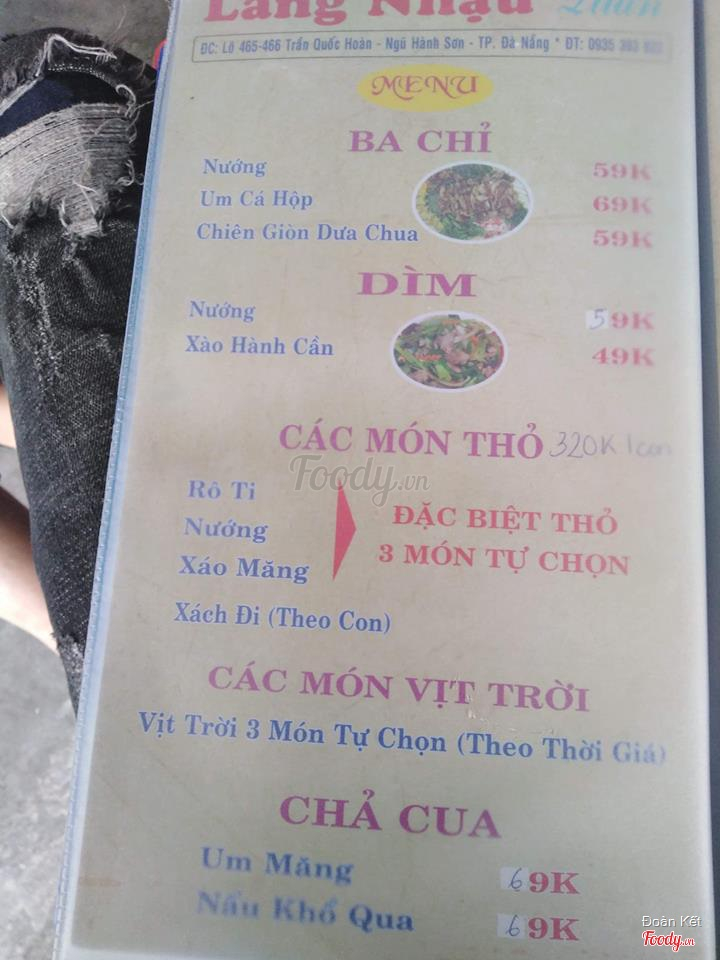 Làng Nhậu Quán
ĐC: Lô 465-466 Trần Quốc Hoàn - Ngũ Hành Sơn - TP. Đà Nẵng * ĐT: 0935
MENU
BA CHỈ
Nướng 59K
Um Cá Hộp 69K
Chiên Giòn Dưa Chua 59K
DÌM
Nướng 59K
Xào Hành Cần 49K
CÁC MÓN THỎ 320K 1 con
Foody.vn
Rô Ti
Nướng
Xáo Măng
ĐẶC BIỆT THỎ
3 MÓN TỰ CHỌN
Xách Đi (Theo Con)
CÁC MÓN VỊT TRỜI
Vịt Trời 3 Món Tự Chọn (Theo Thời Giá)
CHẢ CUA
Um Măng 69K
Nấu Khổ Qua 69K
Đoàn Kết
Foody.vn